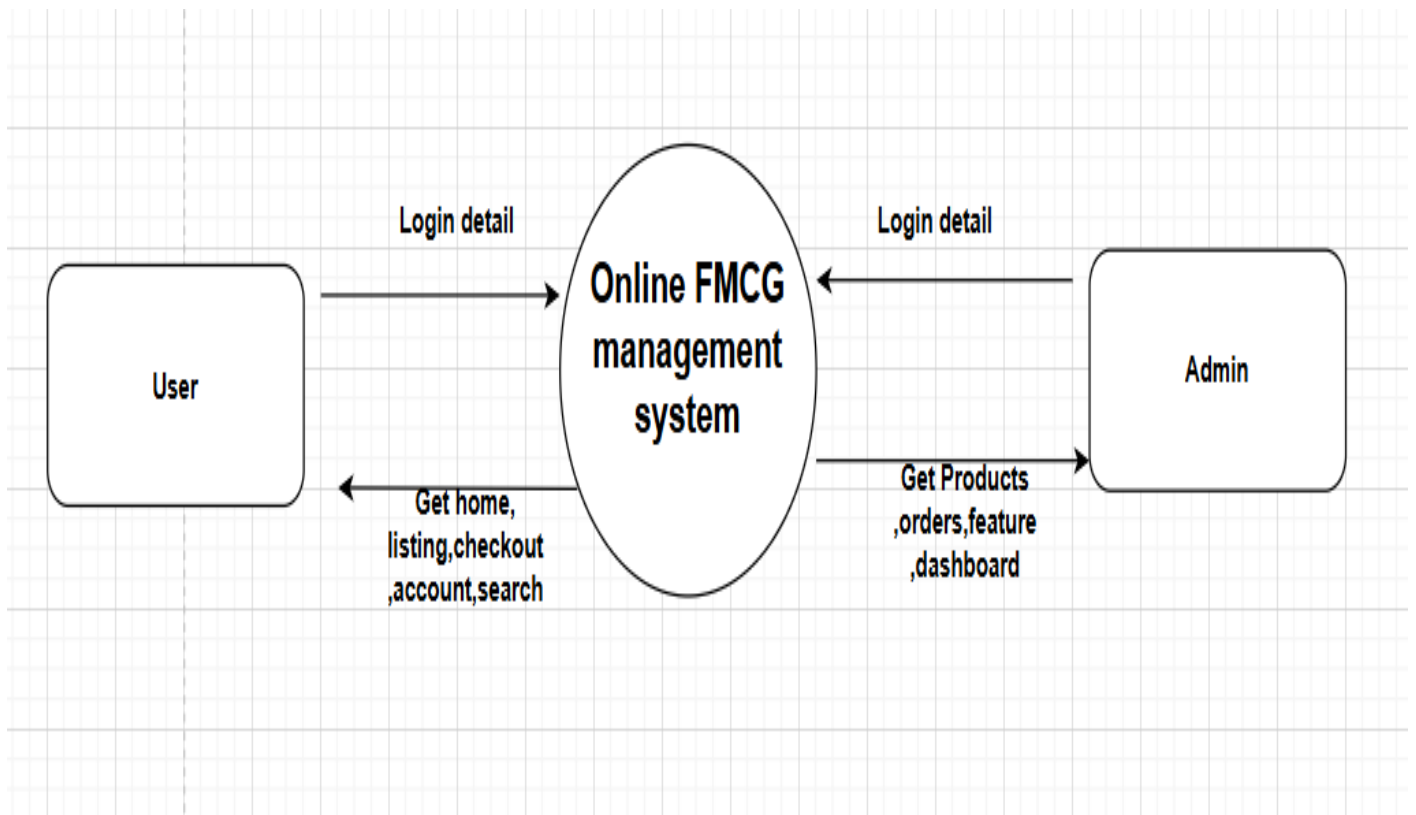 Login detail
Login detail
Online FMCG
management
system
User
Admin
Get home,
listing,checkout
,account,search
Get Products
,orders,feature
,dashboard